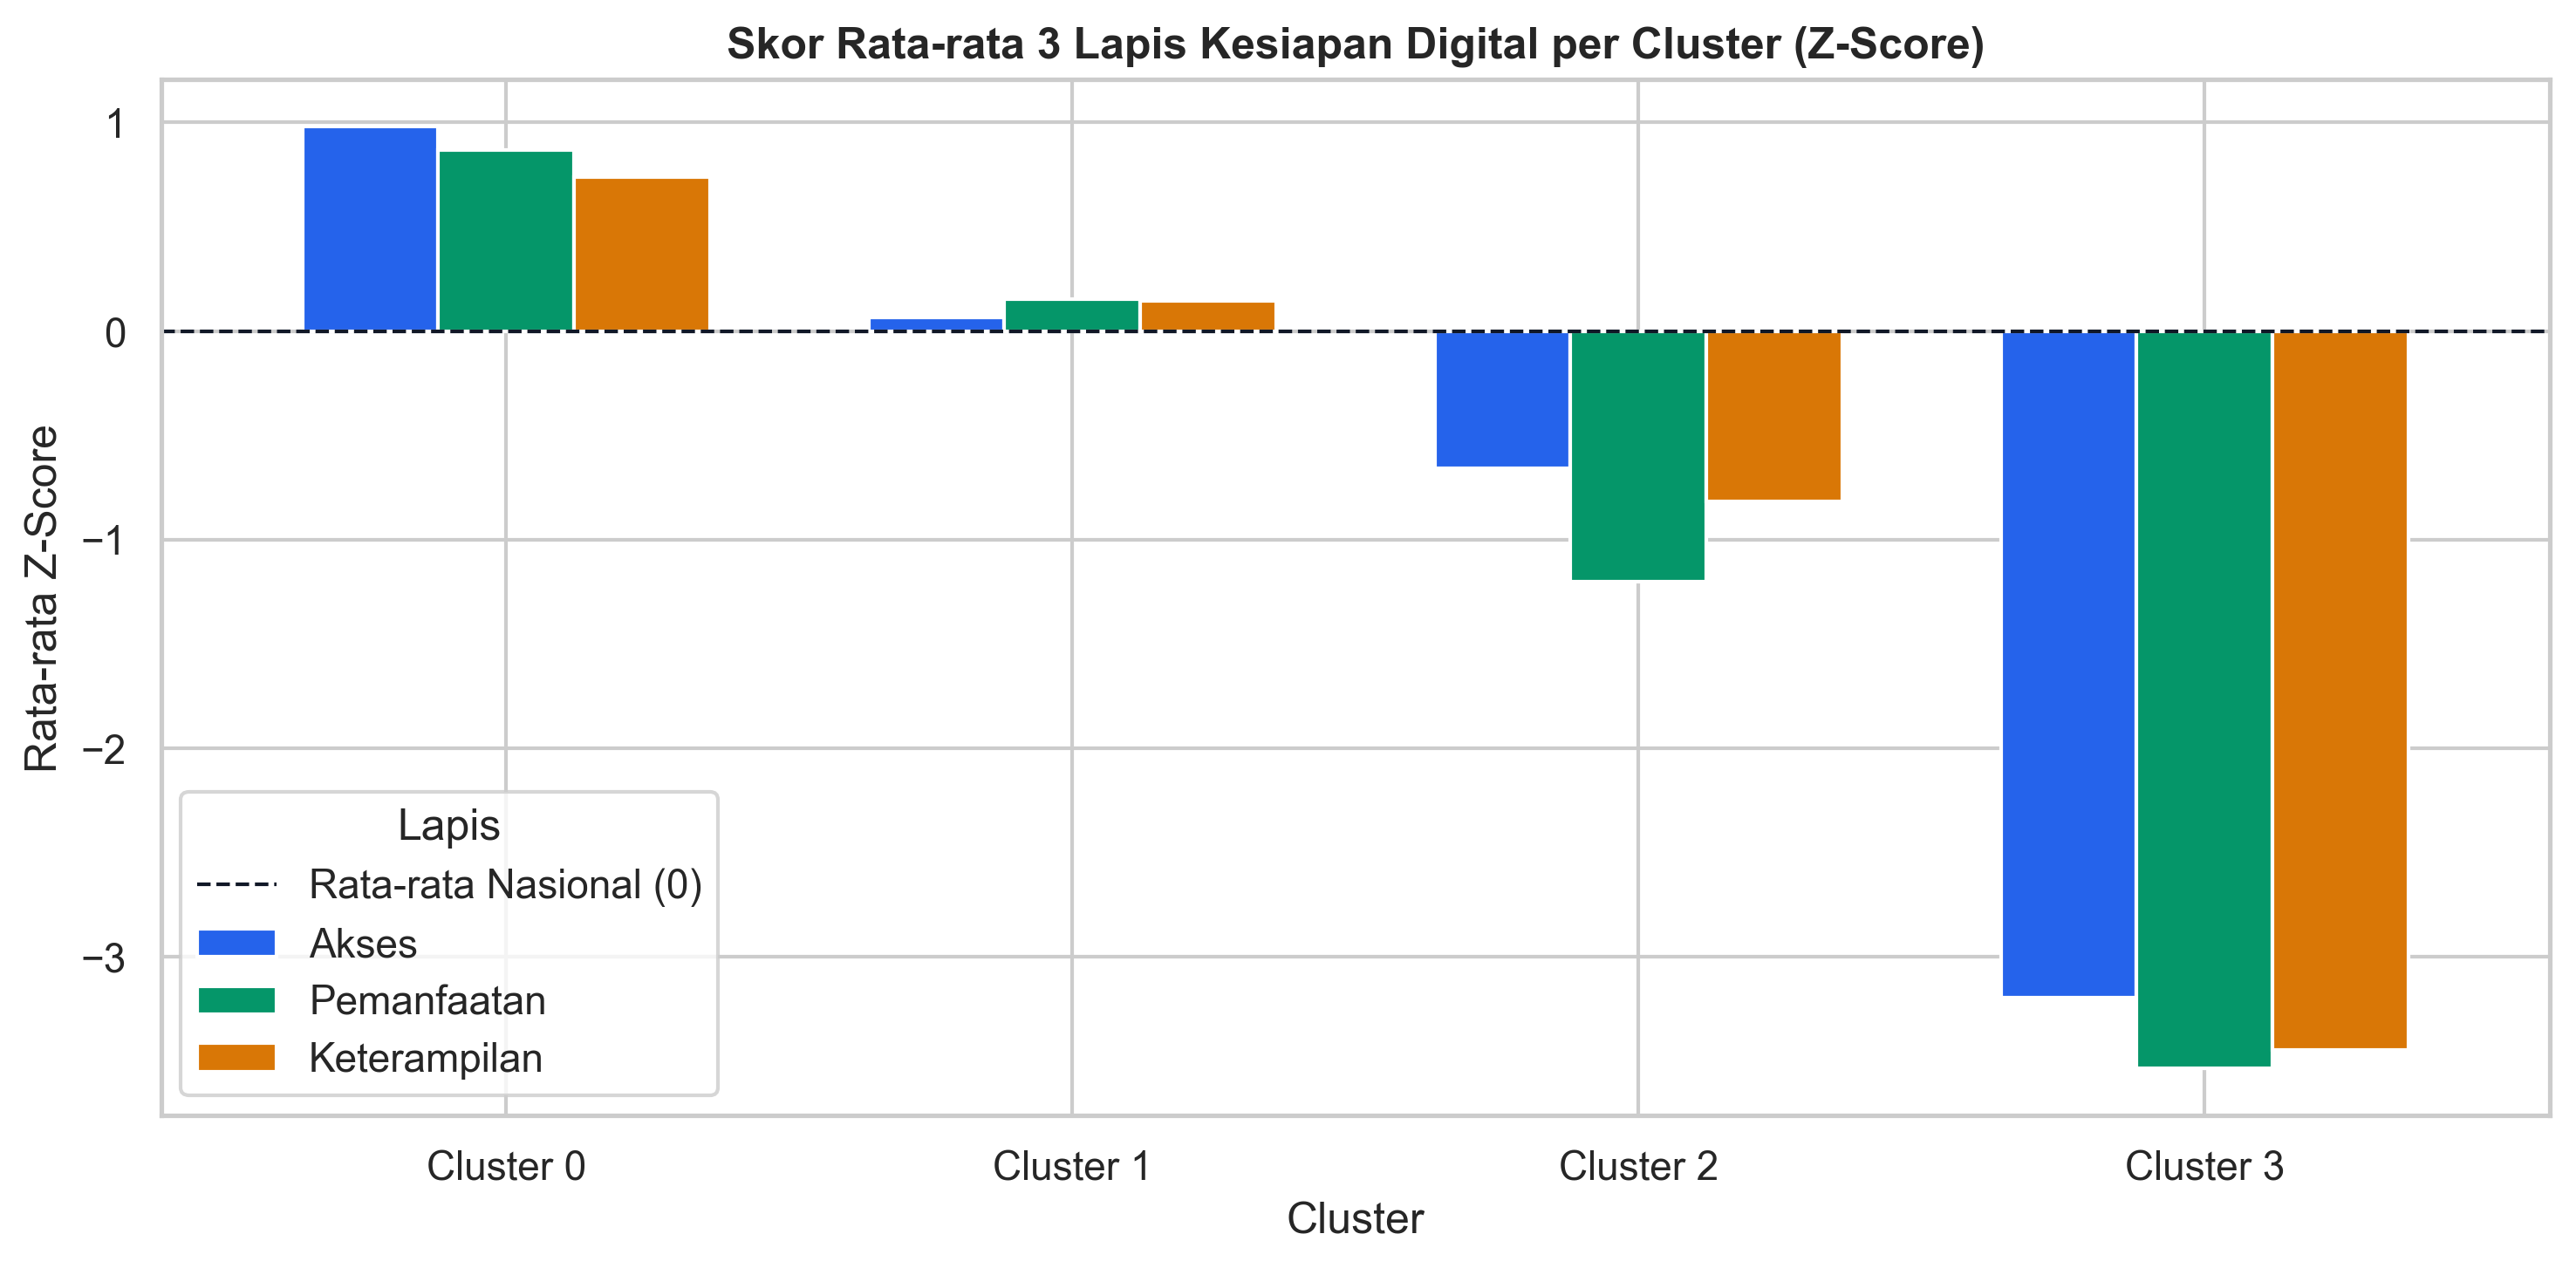 Skor Rata-rata 3 Lapis Kesiapan Digital per Cluster (Z-Score)
Rata-rata Z-Score
1
0
−1
−2
−3
Lapis
Rata-rata Nasional (0)
Akses
Pemanfaatan
Keterampilan
Cluster 0
Cluster 1
Cluster 2
Cluster 3
Cluster